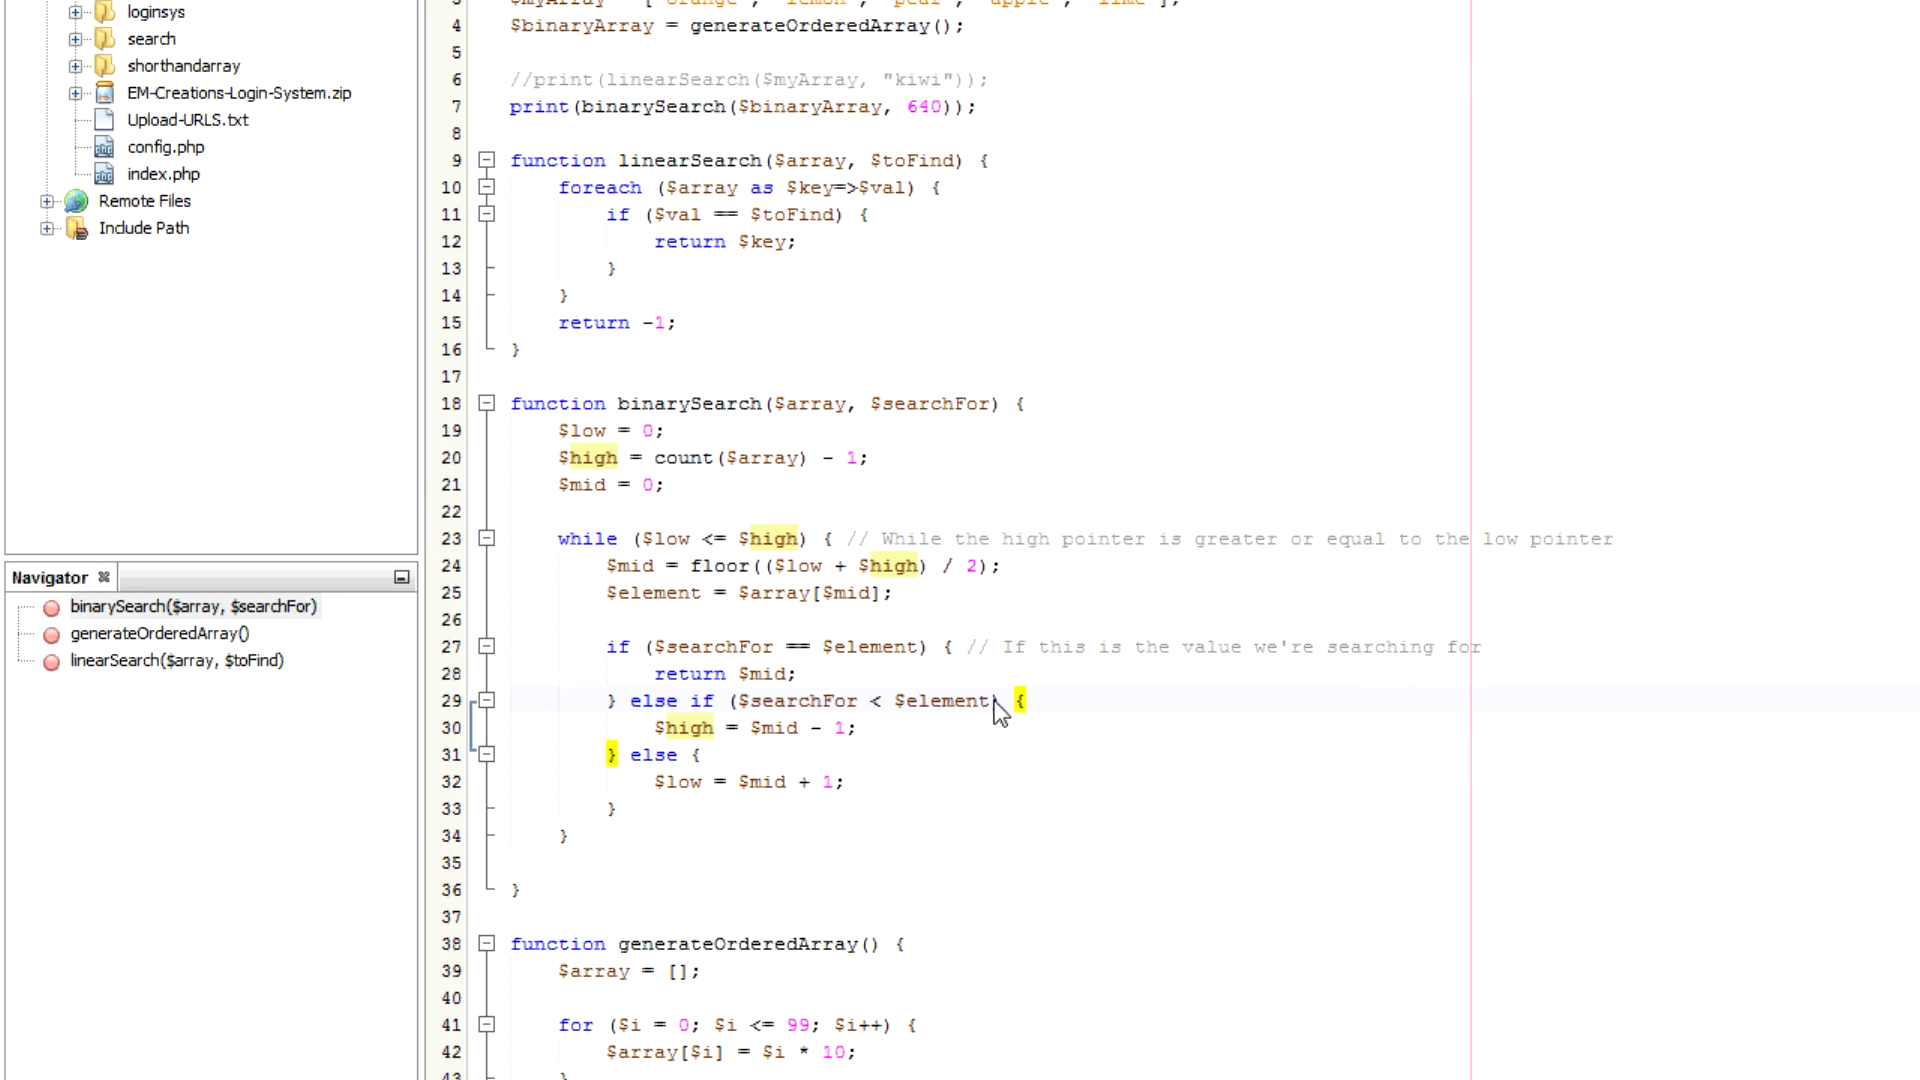 loginsys
search
shorthandarray
EM-Creations-Login-System.zip
Upload-URLS.txt
config.php
index.php
Remote Files
Include Path
Navigator
binarySearch($array, $searchFor)
generateOrderedArray()
linearSearch($array, $toFind)
3 $myArray = ["orange", "lemon", "pear", "apple", "lime"];
4 $binaryArray = generateOrderedArray();
5
6 //print(linearSearch($myArray, "kiwi"));
7 print(binarySearch($binaryArray, 640));
8
9 function linearSearch($array, $toFind) {
10 foreach ($array as $key=>$val) {
11 if ($val == $toFind) {
12 return $key;
13 }
14 }
15 return -1;
16 }
17
18 function binarySearch($array, $searchFor) {
19 $low = 0;
20 $high = count($array) - 1;
21 $mid = 0;
22
23 while ($low <= $high) { // While the high pointer is greater or equal to the low pointer
24 $mid = floor(($low + $high) / 2);
25 $element = $array[$mid];
26
27 if ($searchFor == $element) { // If this is the value we're searching for
28 return $mid;
29 } else if ($searchFor < $element) {
30 $high = $mid - 1;
31 } else {
32 $low = $mid + 1;
33 }
34 }
35
36 }
37
38 function generateOrderedArray() {
39 $array = [];
40
41 for ($i = 0; $i <= 99; $i++) {
42 $array[$i] = $i * 10;
43 }